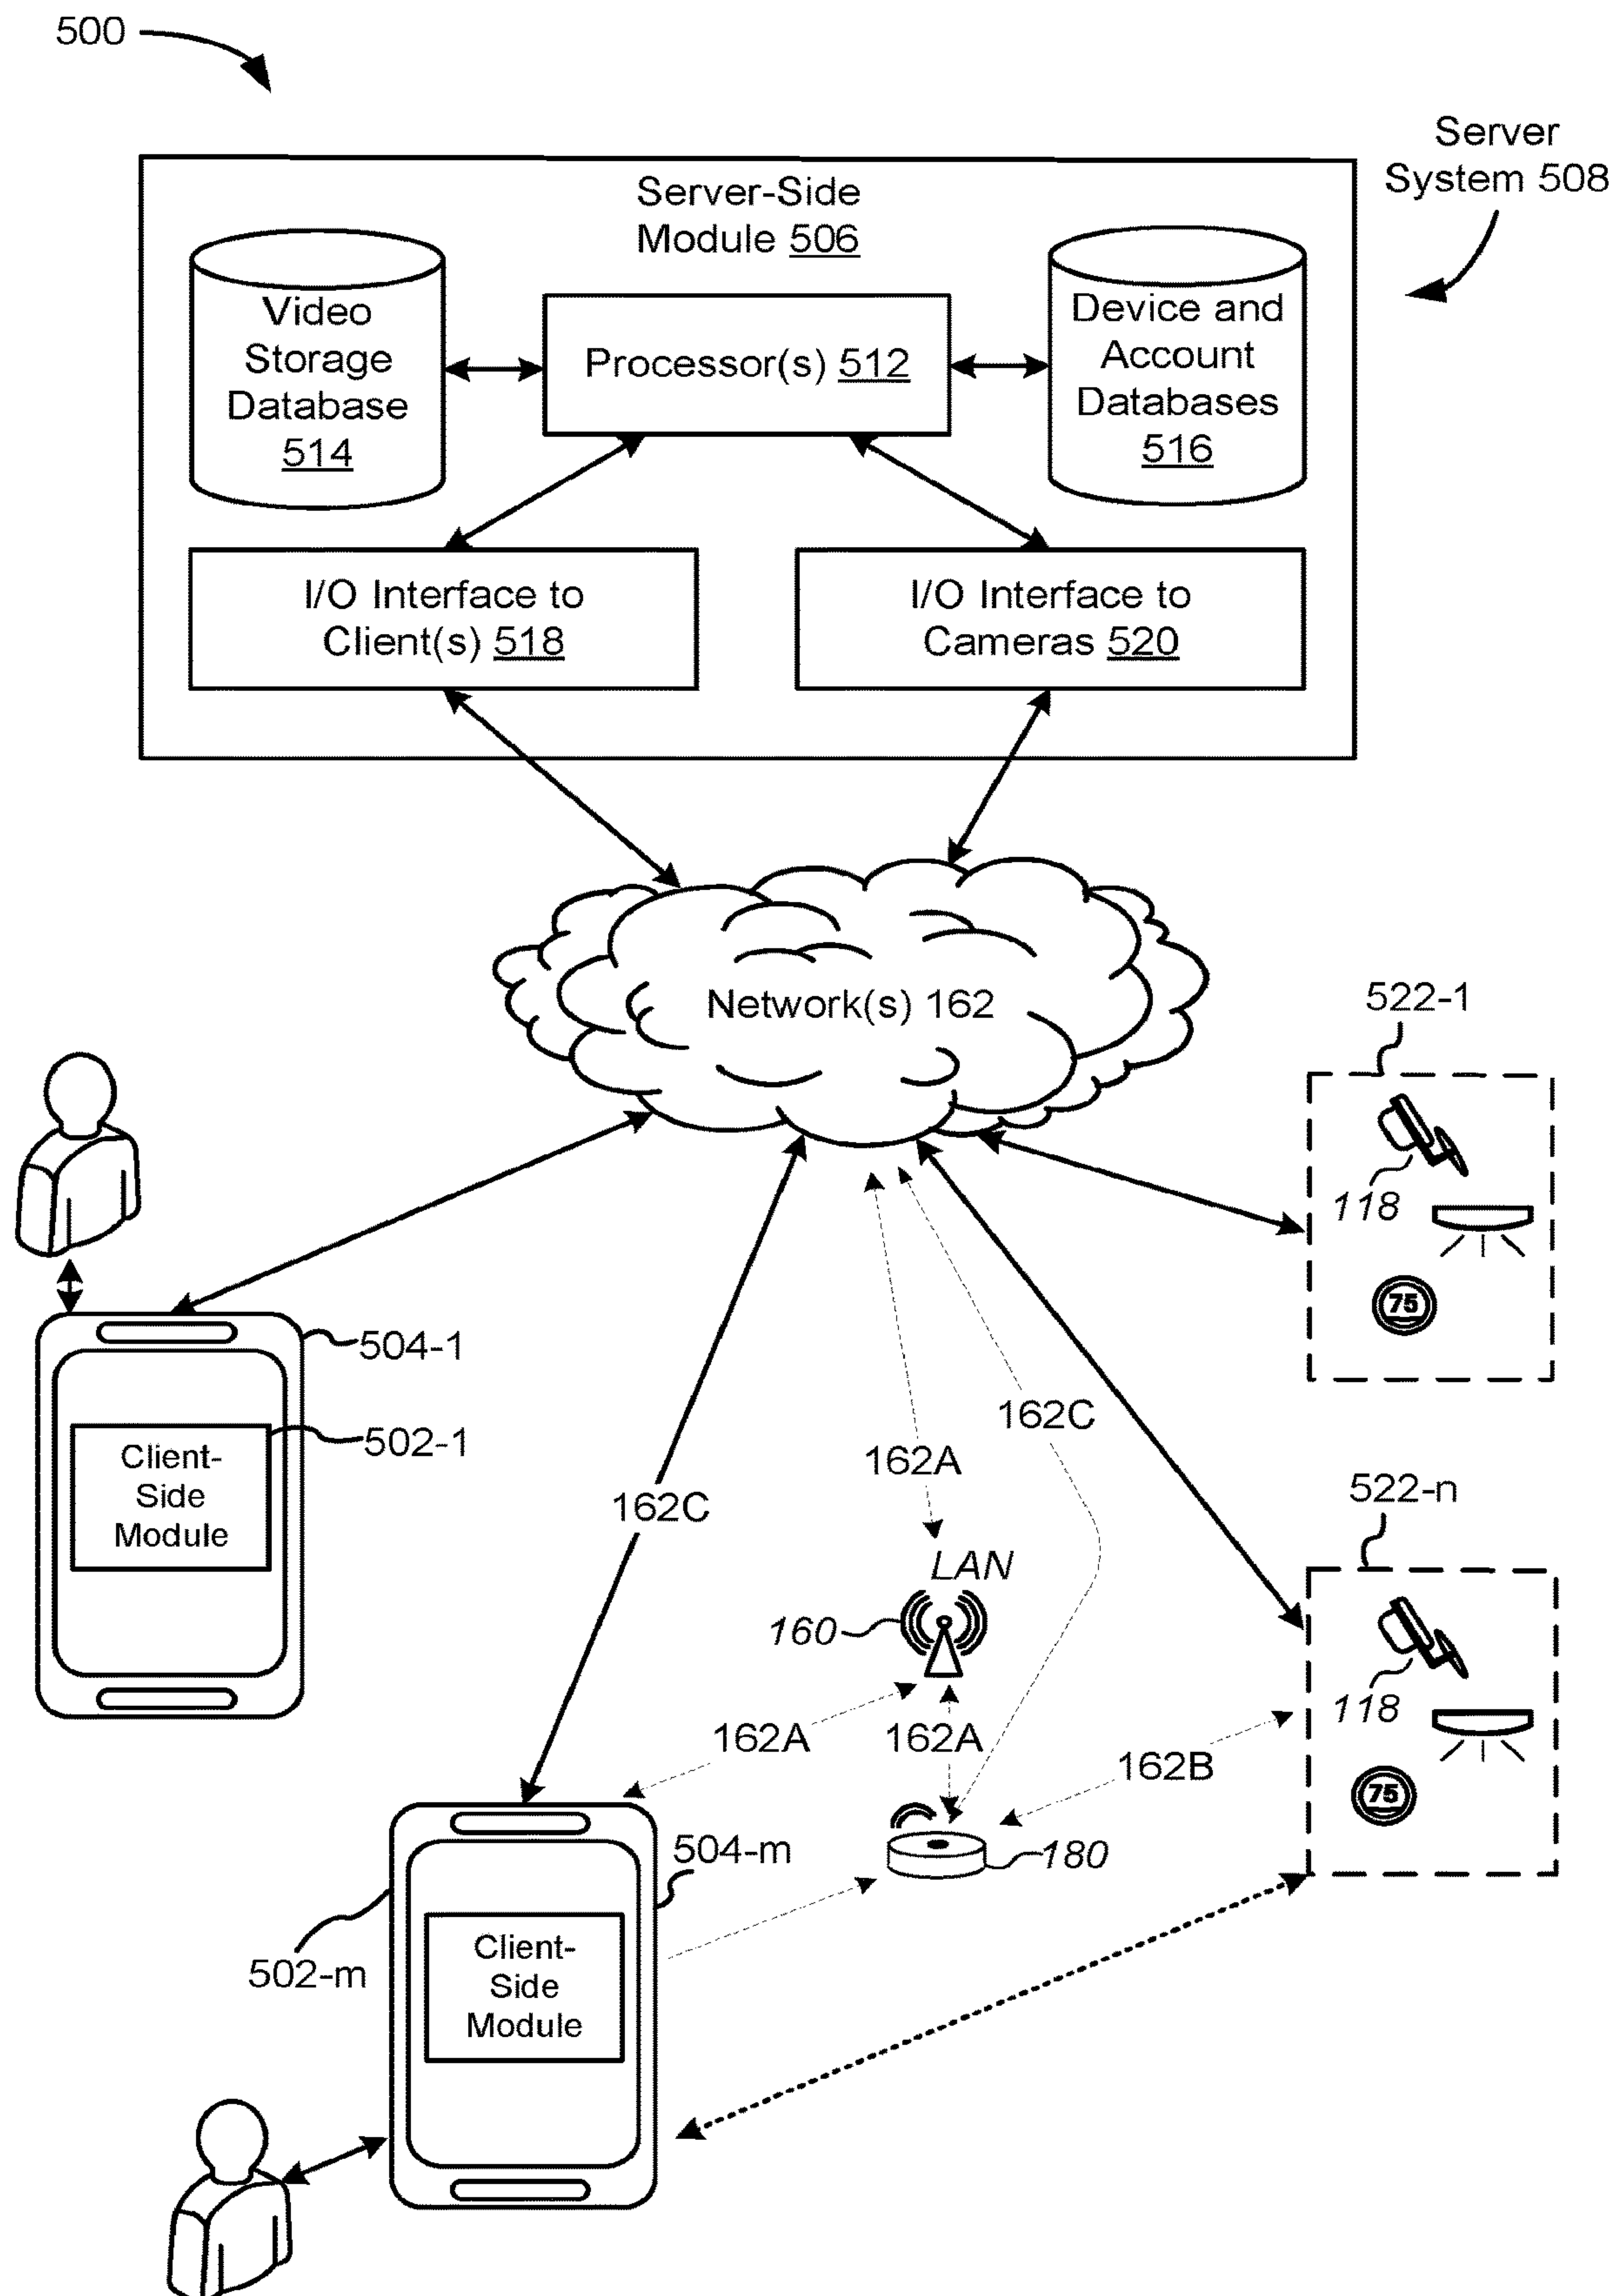 500
Server
System 508
Server-Side
Module 506
Video
Storage
Database
514
Processor(s) 512
Device and
Account
Databases
516
I/O Interface to
Client(s) 518
I/O Interface to
Cameras 520
Network(s) 162
522-1
118
75
504-1
502-1
Client-
Side
Module
162C
162A
162C
LAN
160
522-n
118
75
162A
162A
162B
180
504-m
502-m
Client-
Side
Module